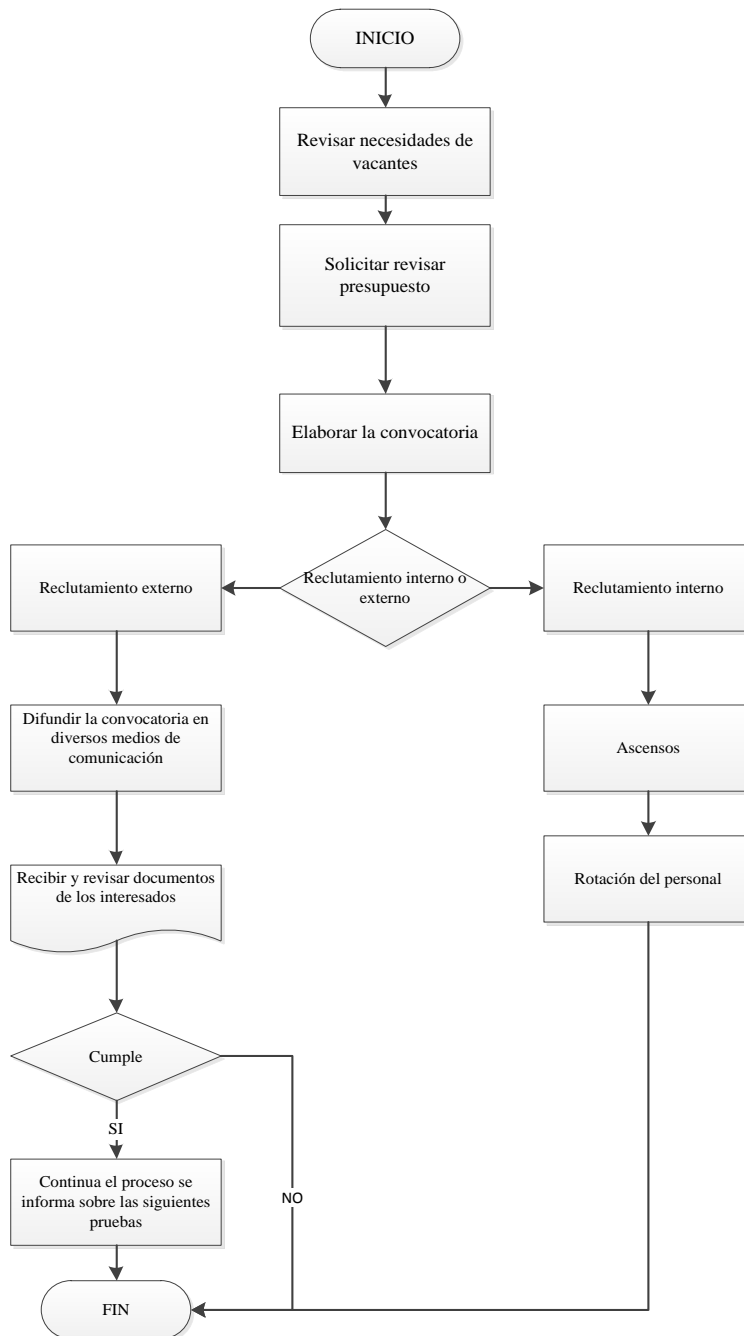 INICIO
Revisar necesidades de
vacantes
Solicitar revisar
presupuesto
Elaborar la convocatoria
Reclutamiento interno o
externo
Reclutamiento externo
Reclutamiento interno
Difundir la convocatoria en
diversos medios de
comunicación
Ascensos
Recibir y revisar documentos
de los interesados
Rotación del personal
Cumple
SI
NO
Continua el proceso se
informa sobre las siguientes
pruebas
FIN